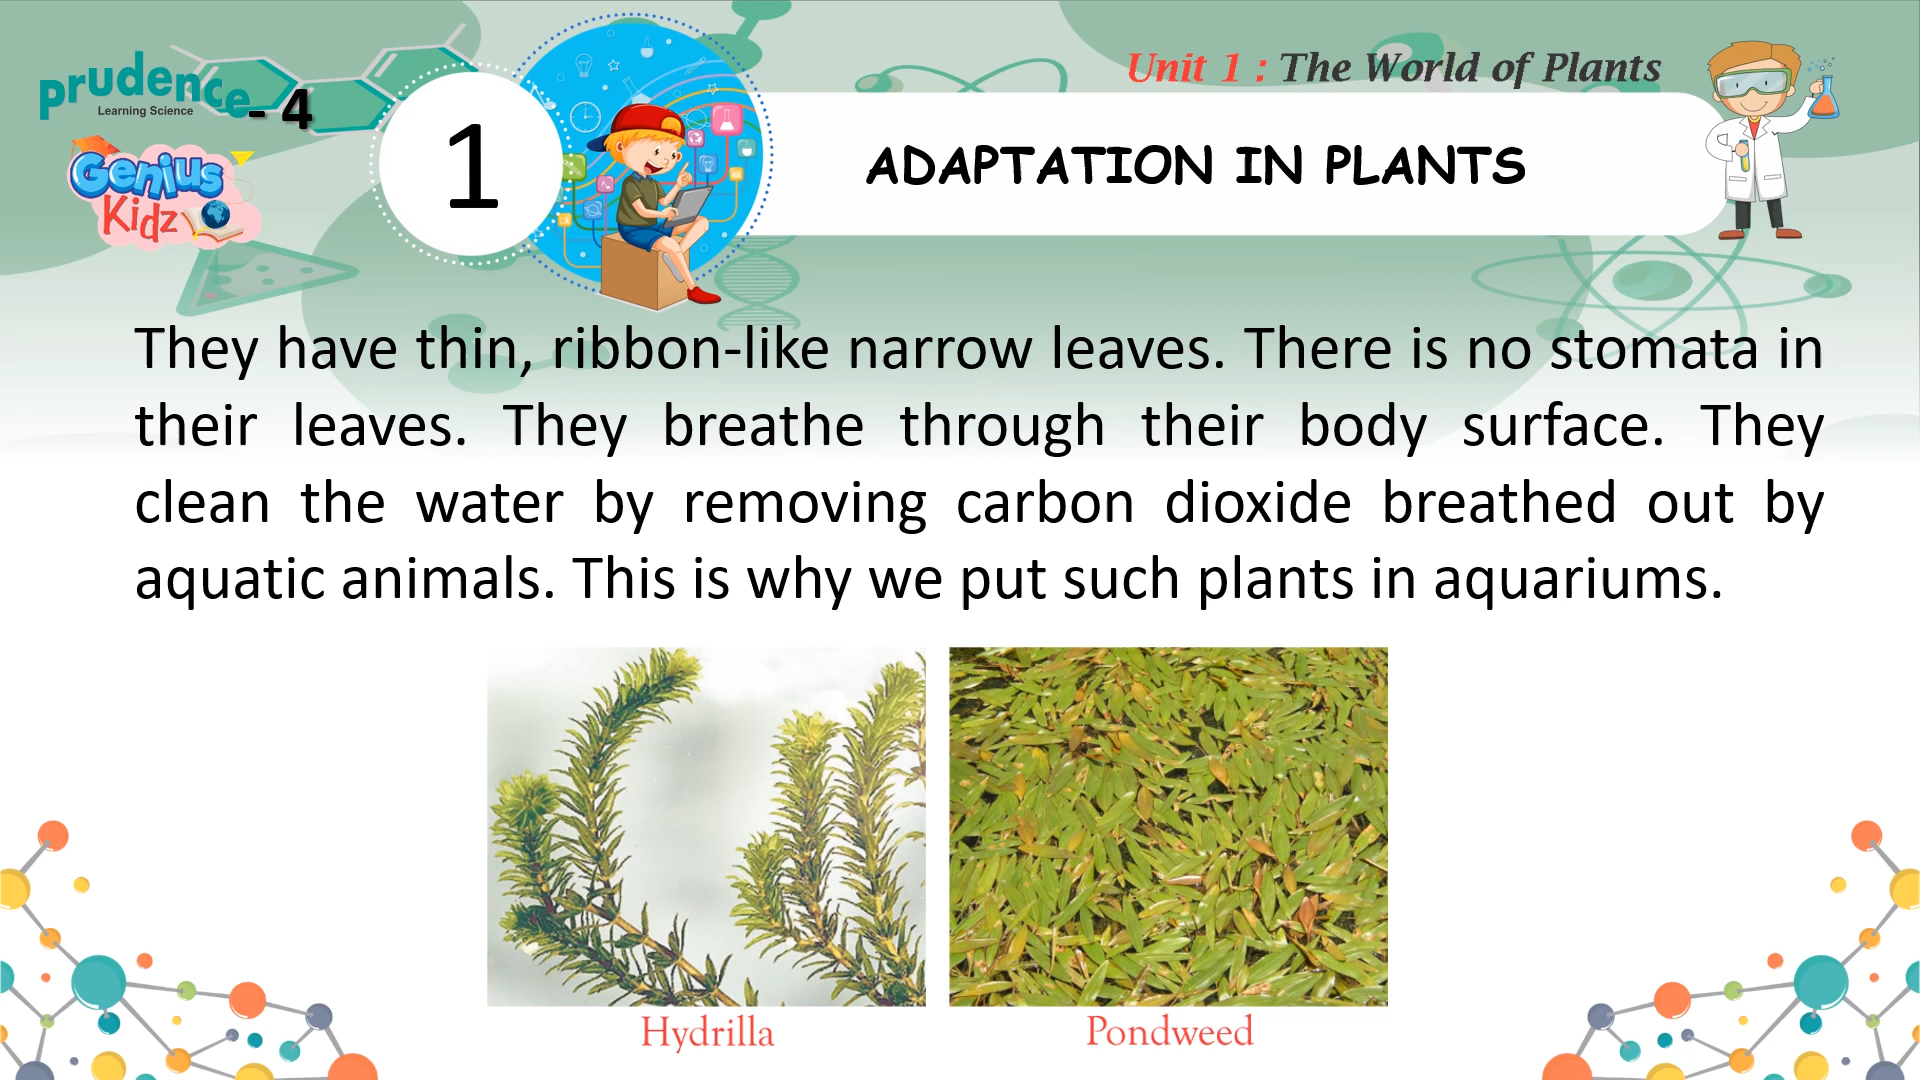 prudence - 4
Learning Science
Genius
Kidz
1
Unit 1 : The World of Plants
ADAPTATION IN PLANTS
They have thin, ribbon-like narrow leaves. There is no stomata in
their leaves. They breathe through their body surface. They
clean the water by removing carbon dioxide breathed out by
aquatic animals. This is why we put such plants in aquariums.
Hydrilla
Pondweed